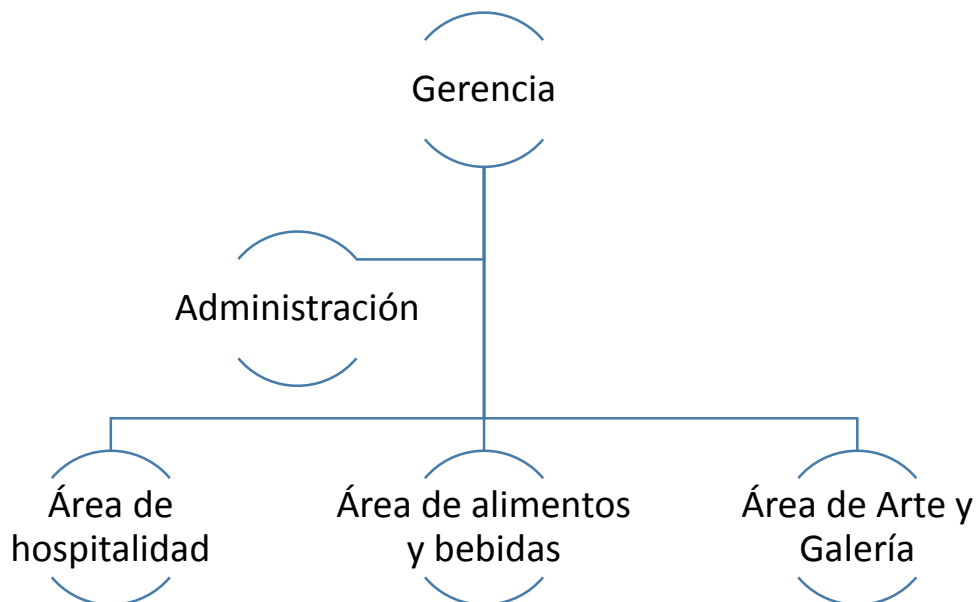 Gerencia
Administración
Área de
hospitalidad
Área de alimentos
y bebidas
Área de Arte y
Galería